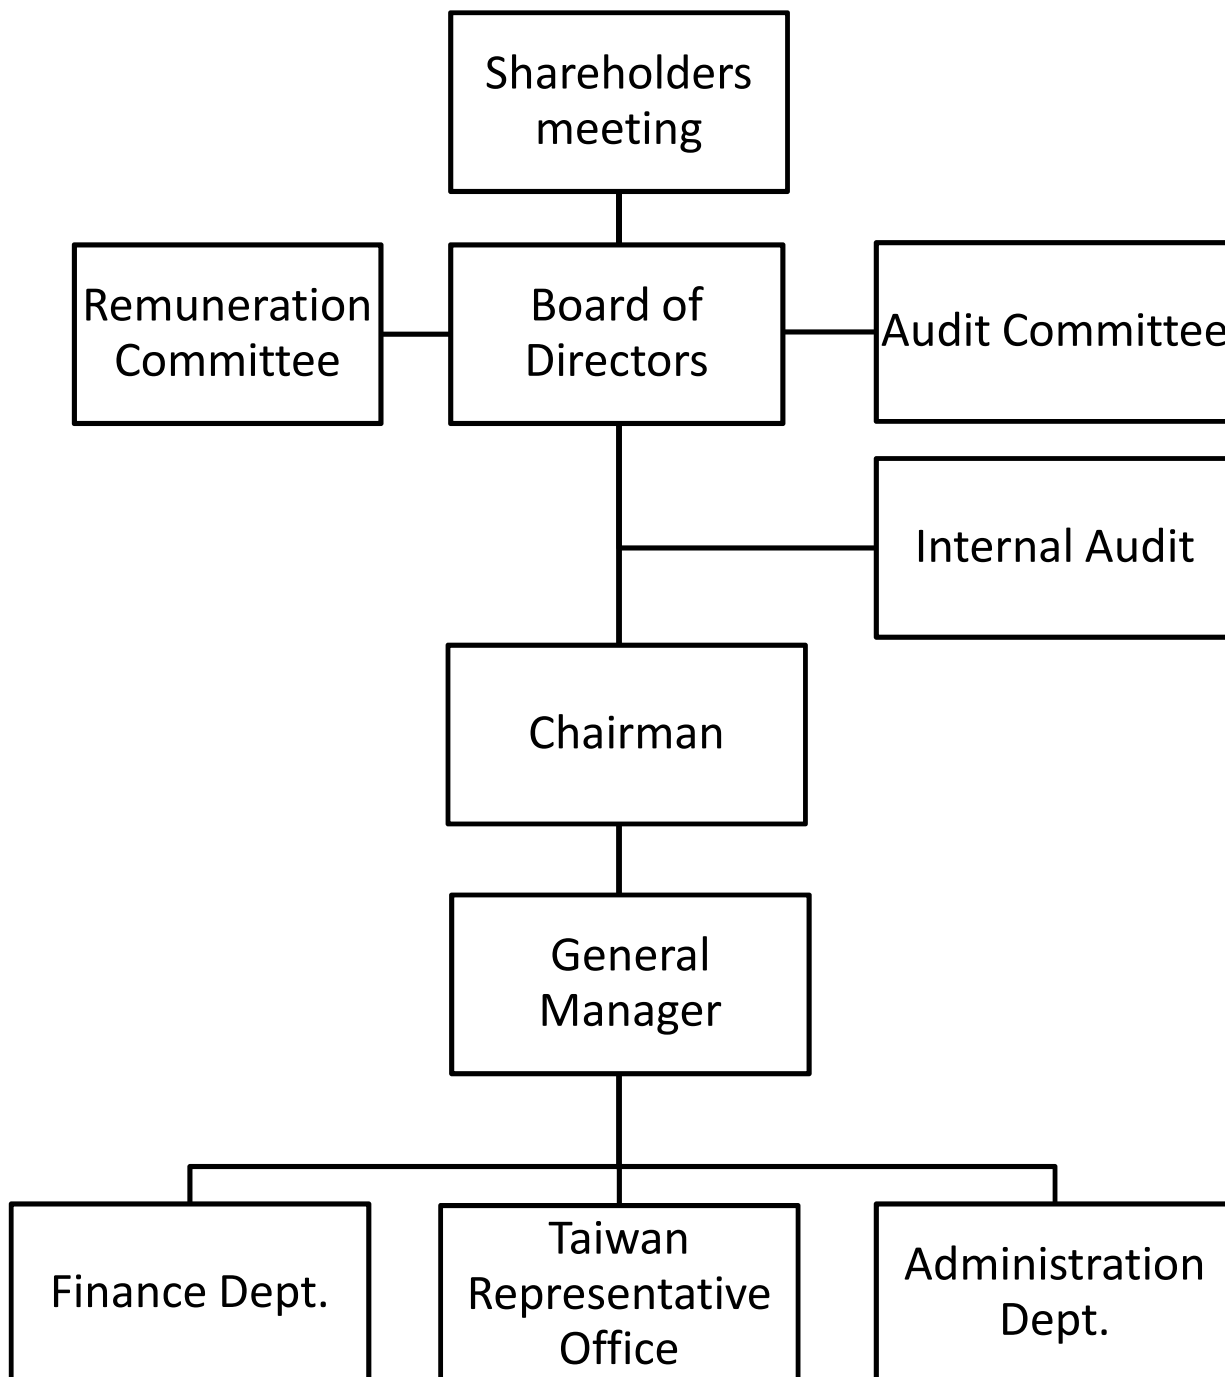 Shareholders
meeting
Remuneration
Committee
Board of
Directors
Audit Committee
Internal Audit
Chairman
General
Manager
Finance Dept.
Taiwan
Representative
Office
Administration
Dept.